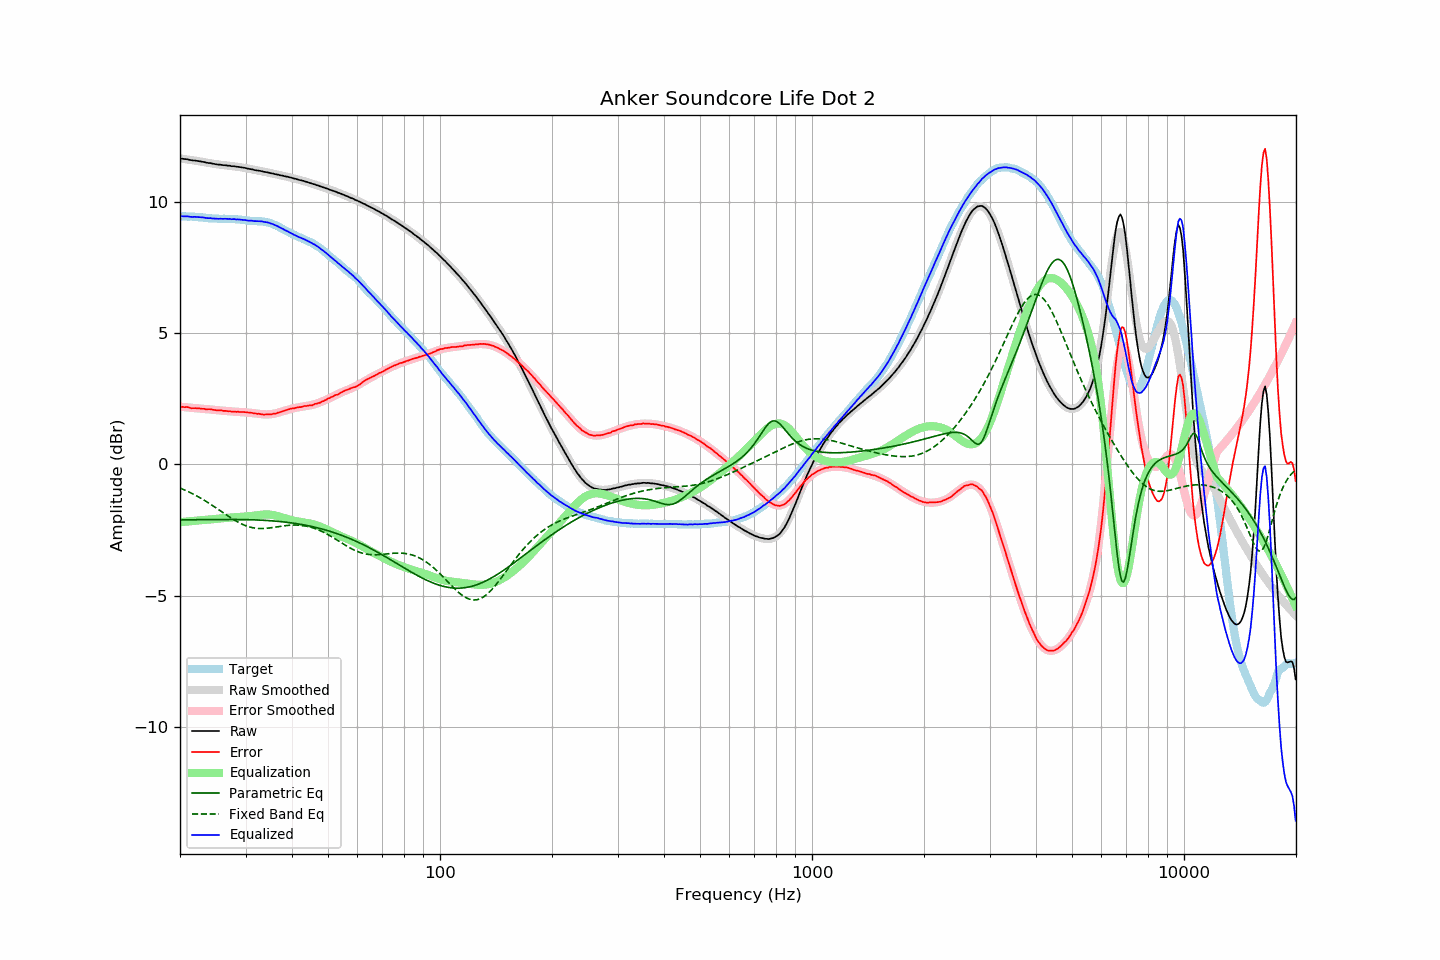 Anker Soundcore Life Dot 2
Amplitude (dBr)
10
5
0
−5
−10
Target
Raw Smoothed
Error Smoothed
Raw
Error
Equalization
Parametric Eq
Fixed Band Eq
Equalized
100
1000
10000
Frequency (Hz)